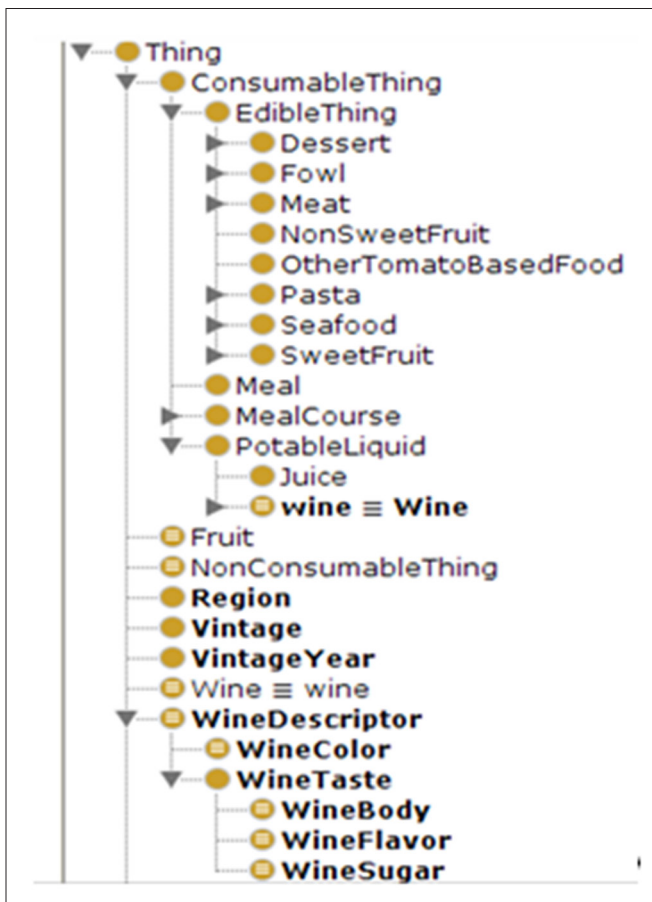 Thing
ConsumableThing
EdibleThing
Dessert
Fowl
Meat
NonSweetFruit
OtherTomatoBasedFood
Pasta
Seafood
SweetFruit
Meal
MealCourse
PotableLiquid
Juice
wine ≡ Wine
Fruit
NonConsumableThing
Region
Vintage
VintageYear
Wine ≡ wine
WineDescriptor
WineColor
WineTaste
WineBody
WineFlavor
WineSugar